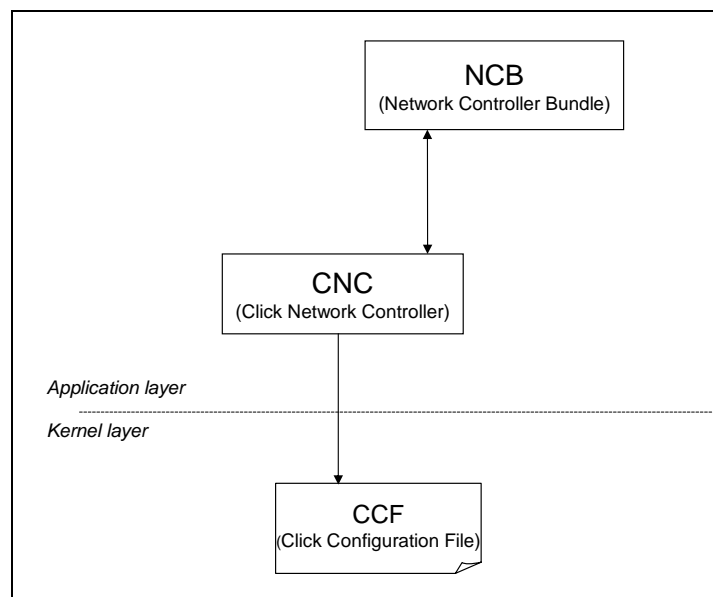 NCB
(Network Controller Bundle)
CNC
(Click Network Controller)
Application layer
Kernel layer
CCF
(Click Configuration File)